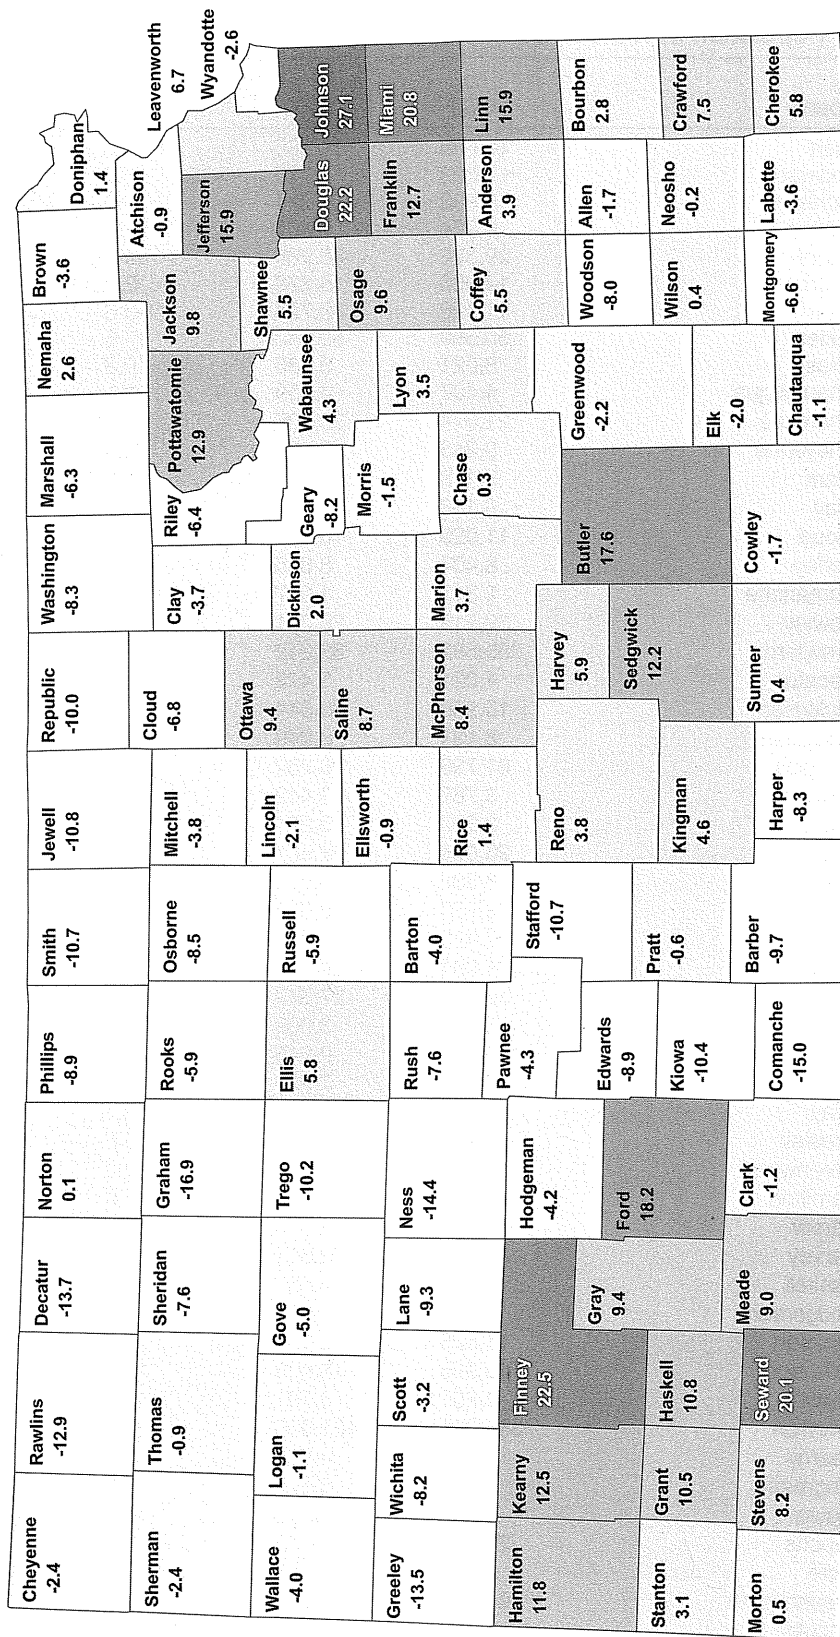 Cheyenne
-2.4
Rawlins
-12.9
Decatur
-13.7
Norton
0.1
Phillips
-8.9
Smith
-10.7
Jewell
-10.8
Republic
-10.0
Washington
-8.3
Marshall
-6.3
Nemaha
2.6
Brown
-3.6
Doniphan
1.4
Sherman
-2.4
Thomas
-0.9
Sheridan
-7.6
Graham
-16.9
Rooks
-5.9
Osborne
-8.5
Mitchell
-3.8
Cloud
-6.8
Clay
-3.7
Riley
-6.4
Pottawatomie
12.9
Jackson
9.8
Atchison
-0.9
Jefferson
15.9
Leavenworth
6.7
Wyandotte
-2.6
Wallace
-4.0
Logan
-1.1
Gove
-5.0
Trego
-10.2
Ellis
5.8
Russell
-5.9
Lincoln
-2.1
Ottawa
9.4
Ellsworth
-0.9
Saline
8.7
Dickinson
2.0
Geary
-8.2
Wabaunsee
4.3
Shawnee
5.5
Douglas
22.2
Johnson
27.1
Greeley
-13.5
Wichita
-8.2
Scott
-3.2
Lane
-9.3
Ness
-14.4
Rush
-7.6
Barton
-4.0
Rice
1.4
McPherson
8.4
Marion
3.7
Morris
-1.5
Chase
0.3
Lyon
3.5
Osage
9.6
Franklin
12.7
Miami
20.8
Hamilton
11.8
Kearny
12.5
Finney
22.5
Gray
9.4
Hodgeman
-4.2
Ford
18.2
Pawnee
-4.3
Edwards
-8.9
Stafford
-10.7
Reno
3.8
Harvey
5.9
Sedgwick
12.2
Butler
17.6
Greenwood
-2.2
Coffey
5.5
Anderson
3.9
Linn
15.9
Woodson
-8.0
Allen
-1.7
Bourbon
2.8
Stanton
3.1
Grant
10.5
Haskell
10.8
Kiowa
-10.4
Pratt
-0.6
Kingman
4.6
Elk
-2.0
Wilson
0.4
Neosho
-0.2
Crawford
7.5
Morton
0.5
Stevens
8.2
Seward
20.1
Meade
9.0
Clark
-1.2
Comanche
-15.0
Barber
-9.7
Harper
-8.3
Sumner
0.4
Cowley
-1.7
Chautauqua
-1.1
Montgomery
-6.6
Labette
-3.6
Cherokee
5.8